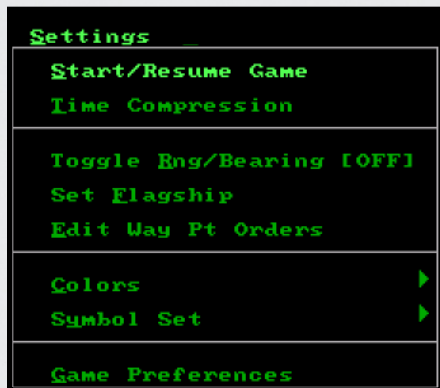 Settings
Start/Resume Game
Time Compression
Toggle Rng/Bearing [OFF]
Set Flagship
Edit Way Pt Orders
Colors
Symbol Set
Game Preferences